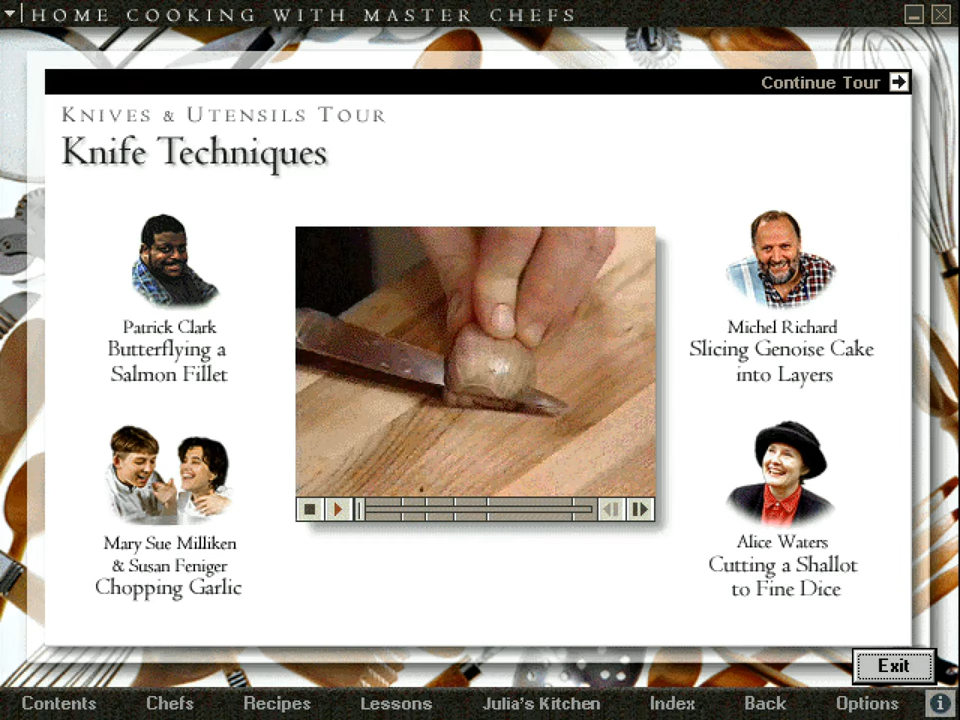 HOME COOKING WITH MASTER CHEFS
Continue Tour
KNIVES & UTENSILS TOUR
Knife Techniques
Patrick Clark
Butterflying a
Salmon Fillet
Michel Richard
Slicing Genoise Cake
into Layers
Mary Sue Milliken
& Susan Feniger
Chopping Garlic
Alice Waters
Cutting a Shallot
to Fine Dice
Exit
Contents Chefs Recipes Lessons Julia's Kitchen Index Back Options i